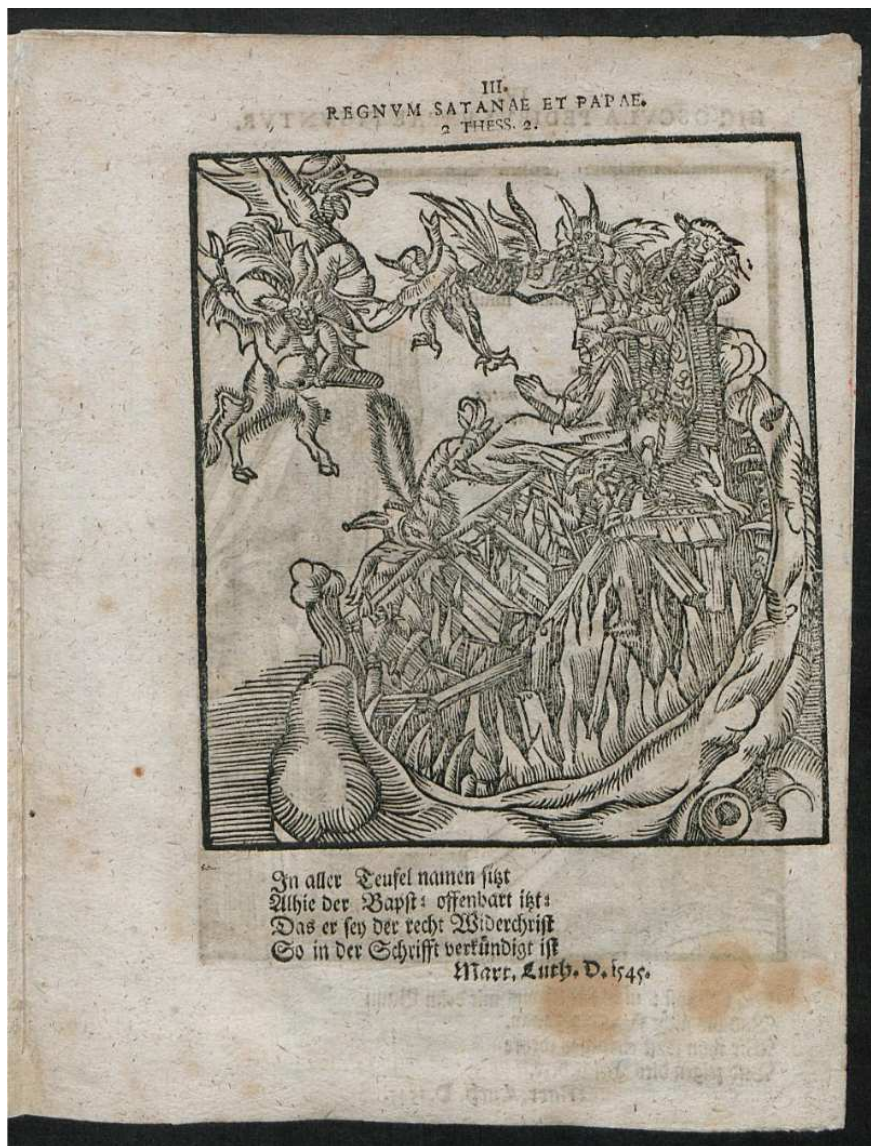 III.
REGNVM SATANAE ET PAPAE.
2 THESS. 2.
In aller Teufel namen sitzt
Alhie der Bapst: offenbart itzt:
Das er sey der recht Widerchrist
So in der Schrifft verkündigt ist
Mart. Luth. D. 1545.